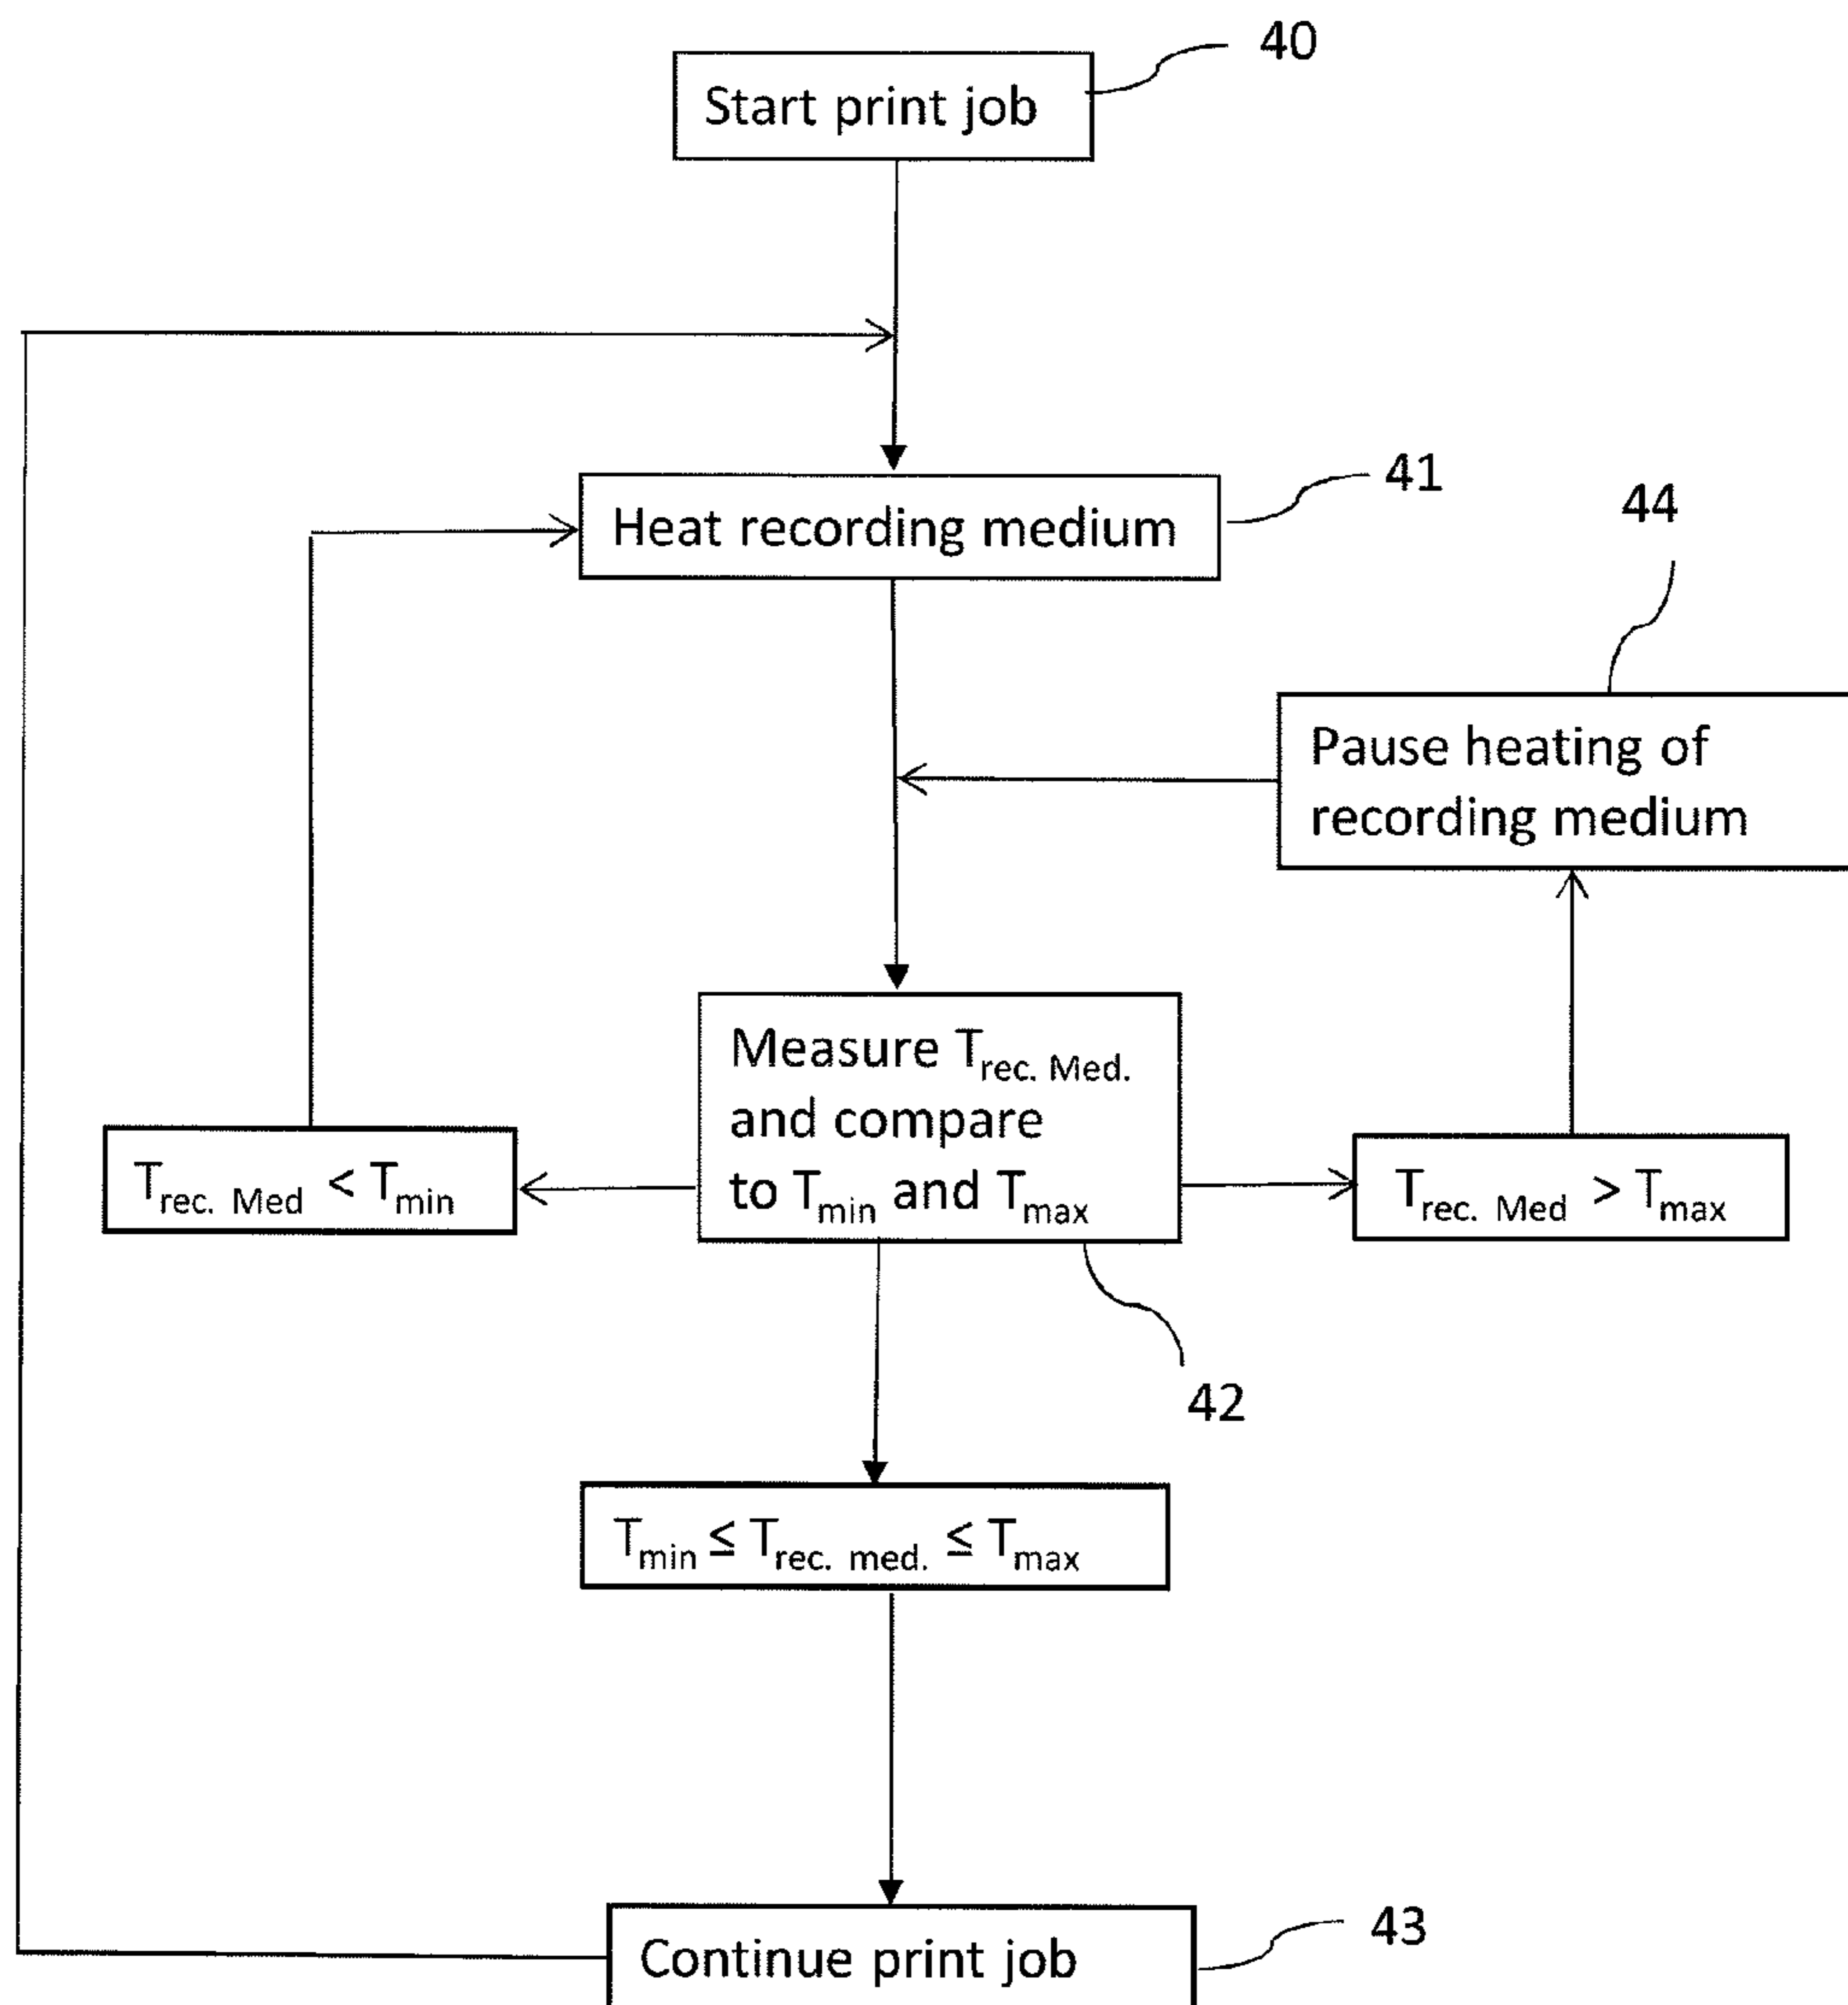 40
Start print job
41
Heat recording medium
44
Pause heating of
recording medium
Measure Trec. Med.
and compare
to Tmin and Tmax
Trec. Med < Tmin
Trec. Med > Tmax
42
Tmin ≤ Trec. med. ≤ Tmax
43
Continue print job